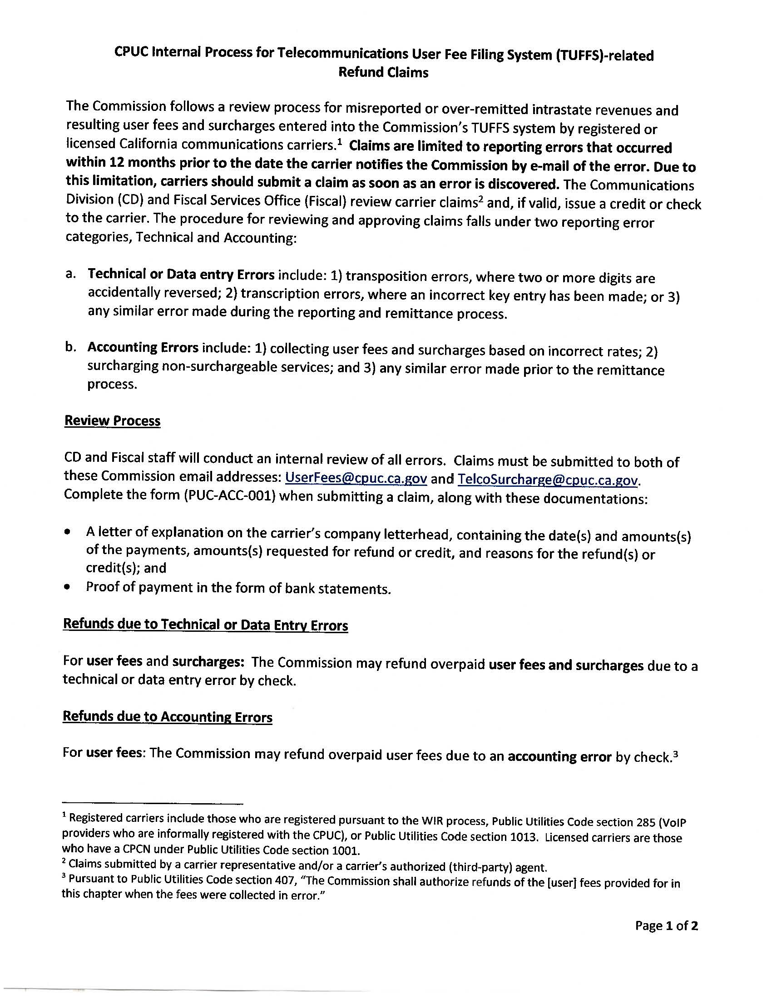 CPUC Internal Process for Telecommunications User Fee Filing System (TUFFS)-related
Refund Claims
The Commission follows a review process for misreported or over-remitted intrastate revenues and
resulting user fees and surcharges entered into the Commission's TUFFS system by registered or
licensed California communications carriers.¹ Claims are limited to reporting errors that occurred
within 12 months prior to the date the carrier notifies the Commission by e-mail of the error. Due to
this limitation, carriers should submit a claim as soon as an error is discovered. The Communications
Division (CD) and Fiscal Services Office (Fiscal) review carrier claims² and, if valid, issue a credit or check
to the carrier. The procedure for reviewing and approving claims falls under two reporting error
categories, Technical and Accounting:
a. Technical or Data entry Errors include: 1) transposition errors, where two or more digits are
accidentally reversed; 2) transcription errors, where an incorrect key entry has been made; or 3)
any similar error made during the reporting and remittance process.
b. Accounting Errors include: 1) collecting user fees and surcharges based on incorrect rates; 2)
surcharging non-surchargeable services; and 3) any similar error made prior to the remittance
process.
Review Process
CD and Fiscal staff will conduct an internal review of all errors. Claims must be submitted to both of
these Commission email addresses: UserFees@cpuc.ca.gov and TelcoSurcharge@cpuc.ca.gov.
Complete the form (PUC-ACC-001) when submitting a claim, along with these documentations:
• A letter of explanation on the carrier's company letterhead, containing the date(s) and amounts(s)
of the payments, amounts(s) requested for refund or credit, and reasons for the refund(s) or
credit(s); and
• Proof of payment in the form of bank statements.
Refunds due to Technical or Data Entry Errors
For user fees and surcharges: The Commission may refund overpaid user fees and surcharges due to a
technical or data entry error by check.
Refunds due to Accounting Errors
For user fees: The Commission may refund overpaid user fees due to an accounting error by check.³
¹ Registered carriers include those who are registered pursuant to the WIR process, Public Utilities Code section 285 (VoIP
providers who are informally registered with the CPUC), or Public Utilities Code section 1013. Licensed carriers are those
who have a CPCN under Public Utilities Code section 1001.
² Claims submitted by a carrier representative and/or a carrier's authorized (third-party) agent.
³ Pursuant to Public Utilities Code section 407, "The Commission shall authorize refunds of the [user] fees provided for in
this chapter when the fees were collected in error."
Page 1 of 2